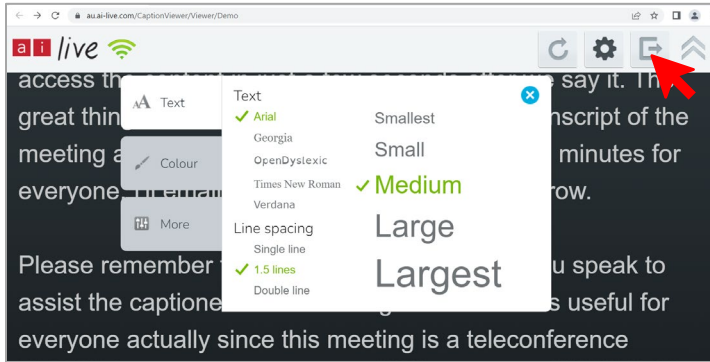 au.ai-live.com/CaptionViewer/Viewer/Demo
ai live
access th
say it. The
great thin
nscript of the
meeting a
minutes for
everyone
row.
Text
Colour
More
Text
Arial
Georgia
OpenDyslexic
Times New Roman
Verdana
Line spacing
Single line
1.5 lines
Double line
Smallest
Small
Medium
Large
Largest
Please remember
u speak to
assist the captione
s useful for
everyone actually since this meeting is a teleconference